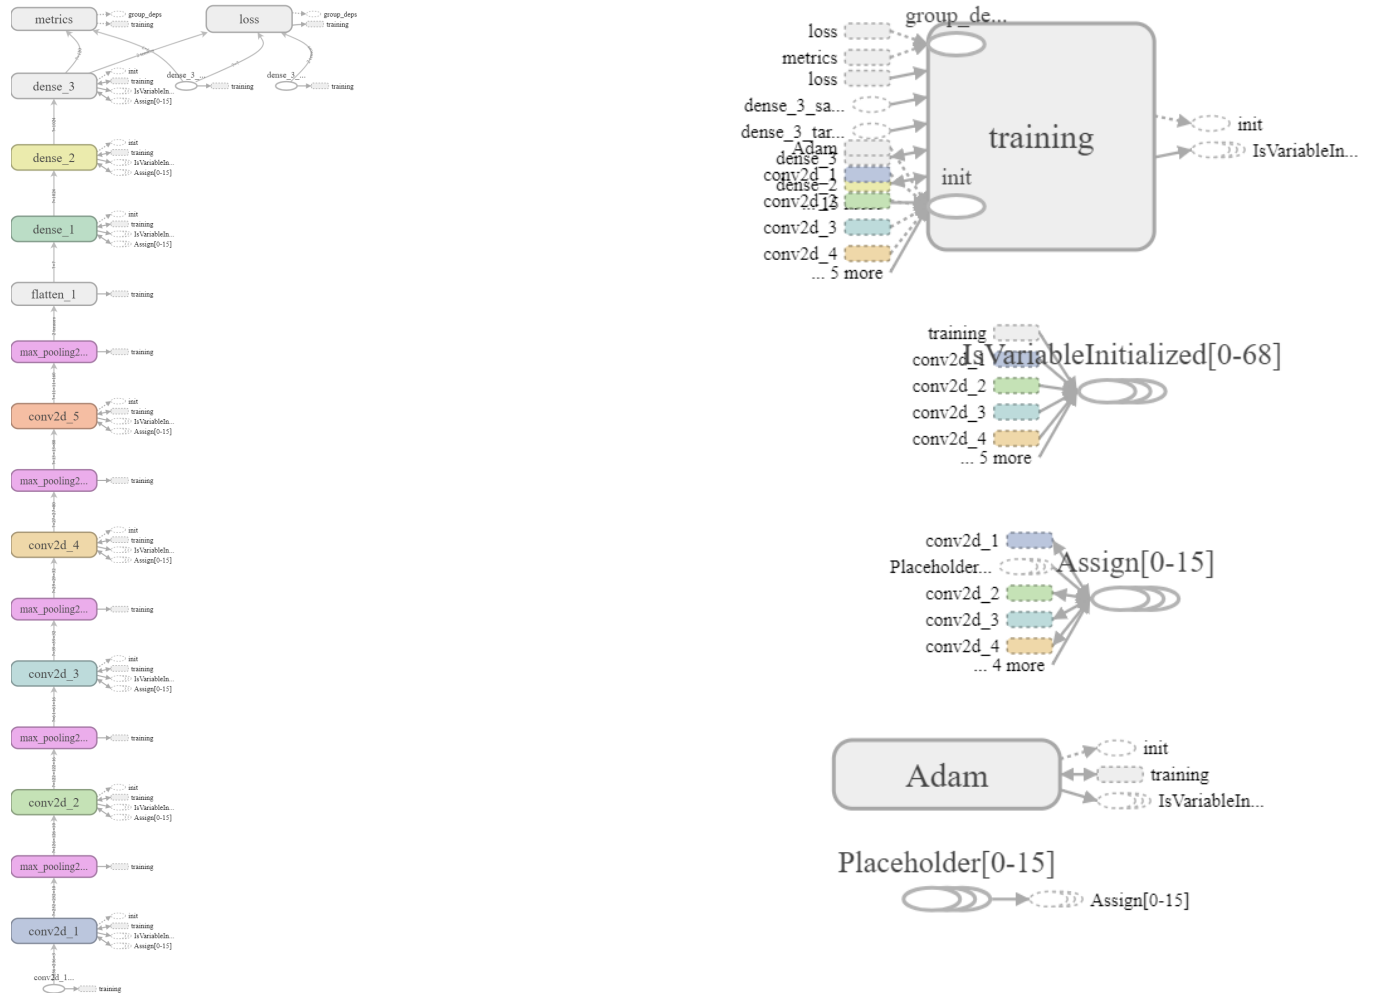 metrics
group_deps
training
loss
group_deps
training
dense_3
init
training
IsVariableIn...
Assign[0-15]
dense_3_...
training
dense_3_...
training
dense_2
init
training
IsVariableIn...
Assign[0-15]
dense_1
init
training
IsVariableIn...
Assign[0-15]
flatten_1
training
max_pooling2...
training
conv2d_5
init
training
IsVariableIn...
Assign[0-15]
max_pooling2...
training
conv2d_4
init
training
IsVariableIn...
Assign[0-15]
max_pooling2...
training
conv2d_3
init
training
IsVariableIn...
Assign[0-15]
max_pooling2...
training
conv2d_2
init
training
IsVariableIn...
Assign[0-15]
max_pooling2...
training
conv2d_1
init
training
IsVariableIn...
Assign[0-15]
conv2d_1...
training
group_de...
loss
metrics
loss
dense_3_sa...
dense_3_tar...
Adam
dense_3
conv2d_1
dense_2
conv2d_2
conv2d_3
conv2d_4
... 5 more
training
init
init
IsVariableIn...
IsVariableInitialized[0-68]
training
conv2d_1
conv2d_2
conv2d_3
conv2d_4
... 5 more
Assign[0-15]
conv2d_1
Placeholder...
conv2d_2
conv2d_3
conv2d_4
... 4 more
Adam
init
training
IsVariableIn...
Placeholder[0-15]
Assign[0-15]